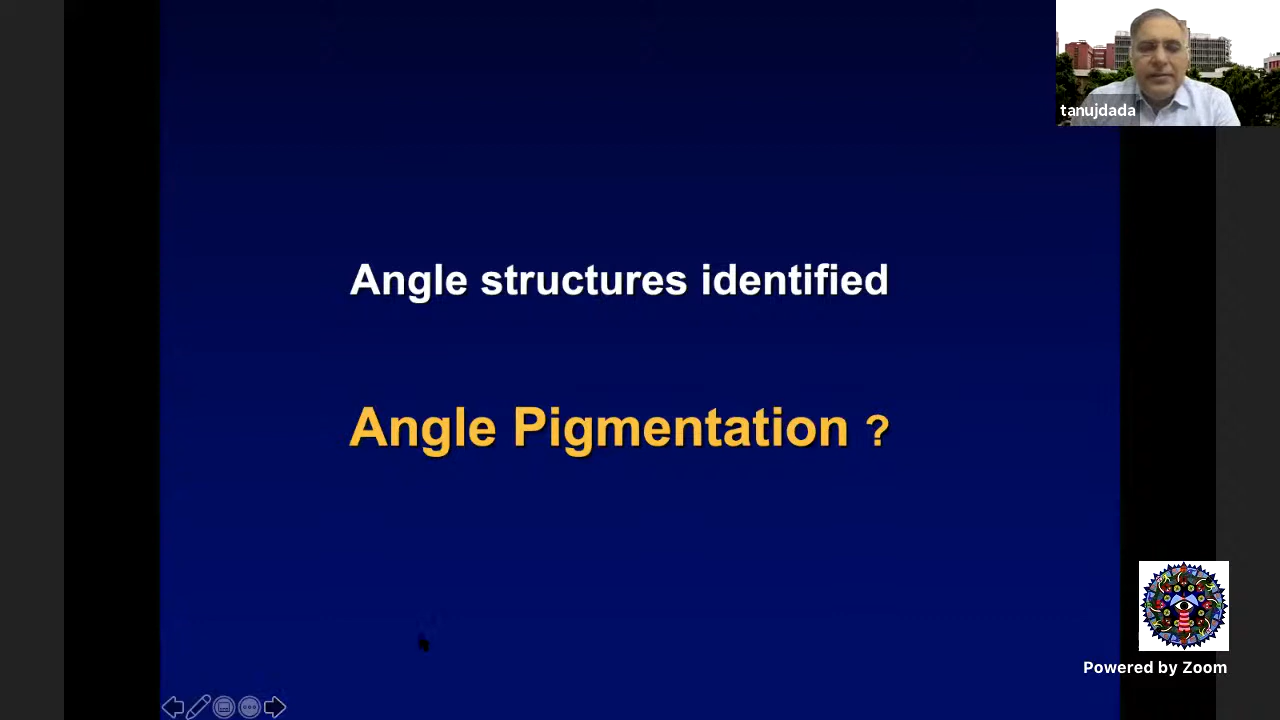 tanujdada
Angle structures identified
Angle Pigmentation ?
Powered by Zoom